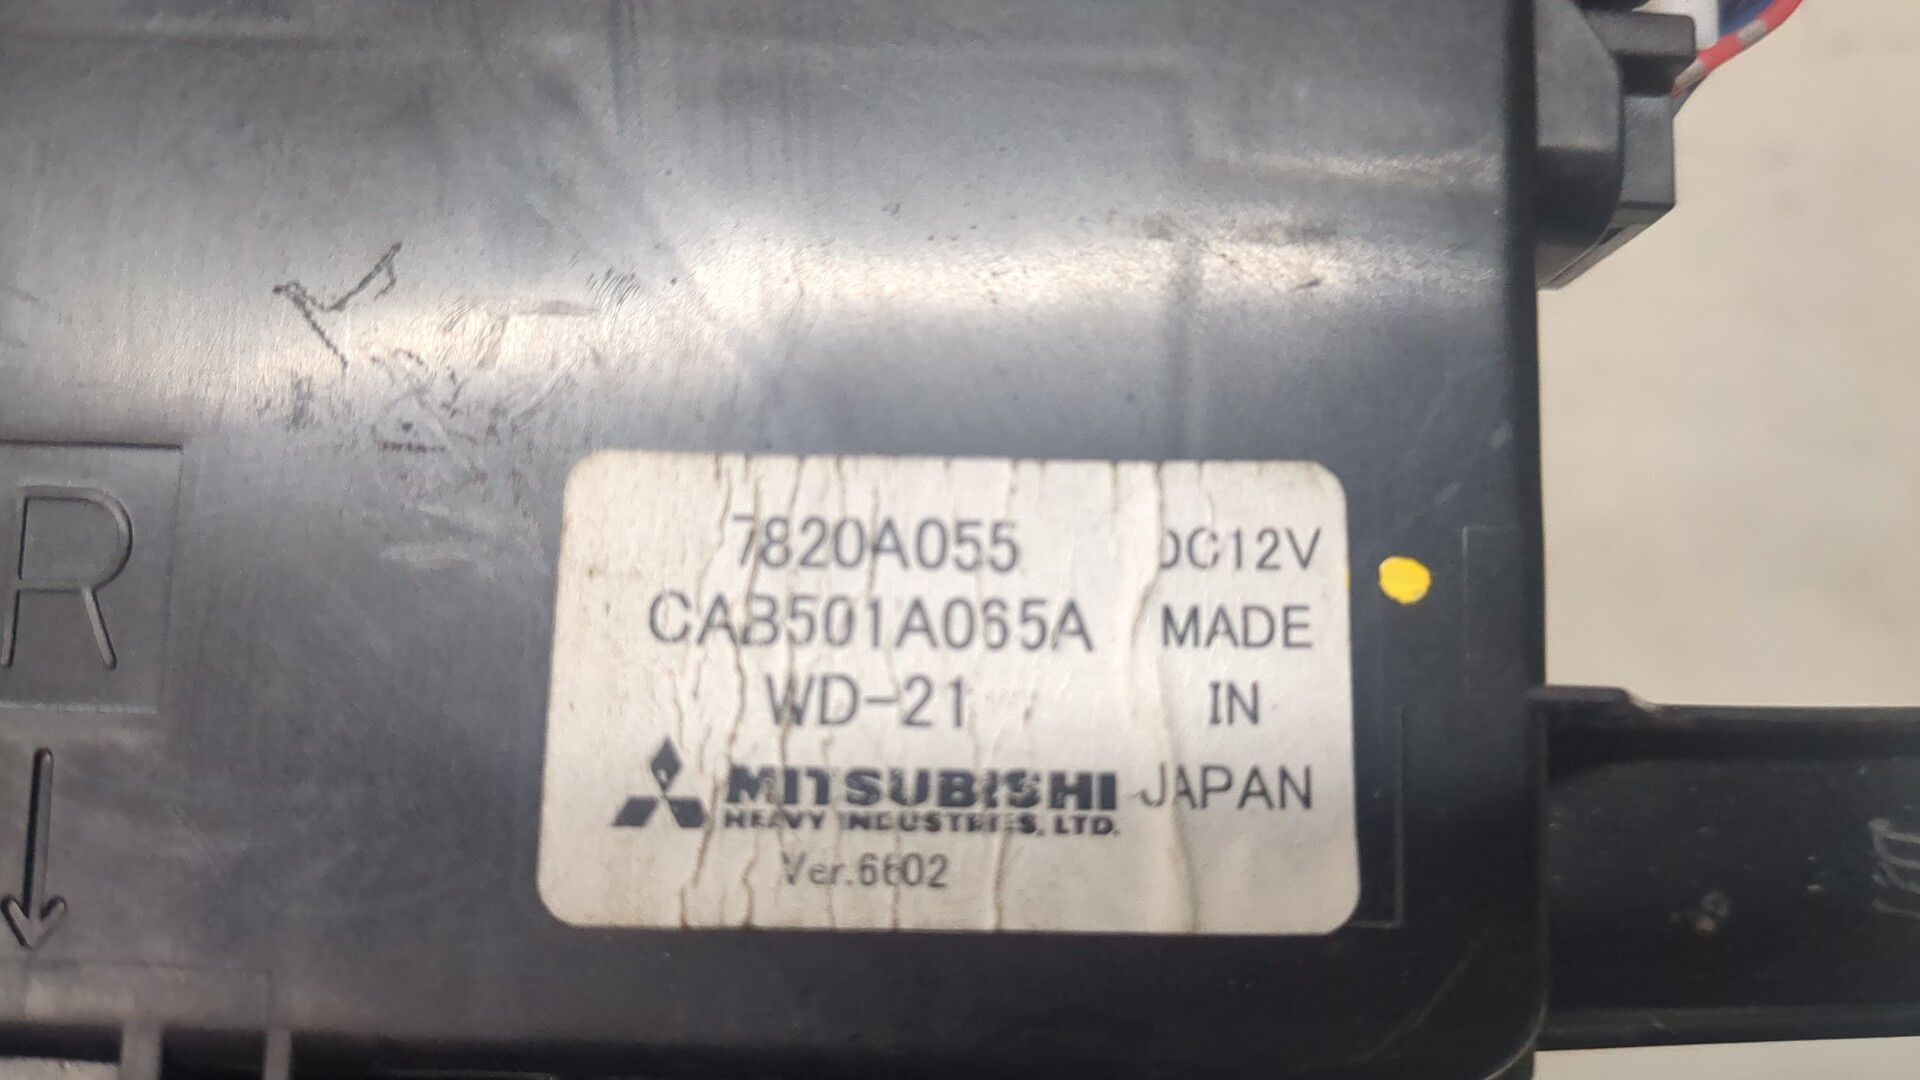 R
7820A055
DC12V
CAB501A065A
MADE
WD-21
IN
MITSUBISHI
JAPAN
HEAVY INDUSTRIES, LTD.
Ver.6602